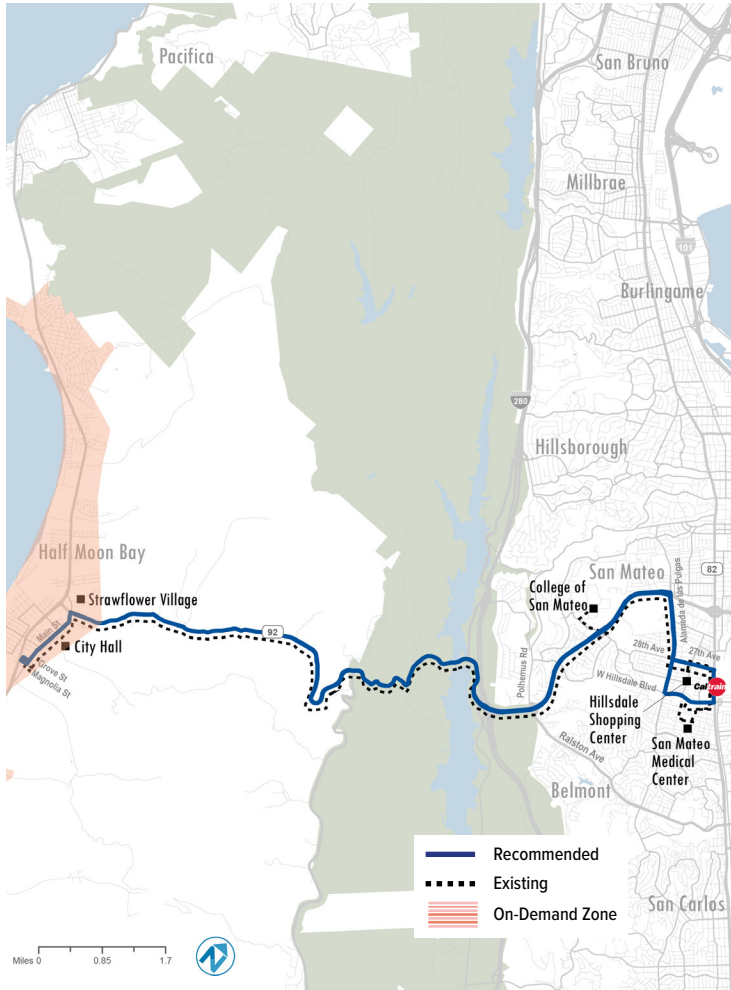 Pacifica
San Bruno
Millbrae
101
Burlingame
280
Hillsborough
Half Moon Bay
82
San Mateo
Alameda de las Pulgas
College of
San Mateo
Strawflower Village
Main St
92
City Hall
28th Ave
27th Ave
Polhemus Rd
Grove St
Magnolia St
W Hillsdale Blvd
Caltrain
Hillsdale
Shopping
Center
San Mateo
Medical
Center
Ralston Ave
Belmont
Recommended
Existing
On-Demand Zone
San Carlos
Miles 0 0.85 1.7